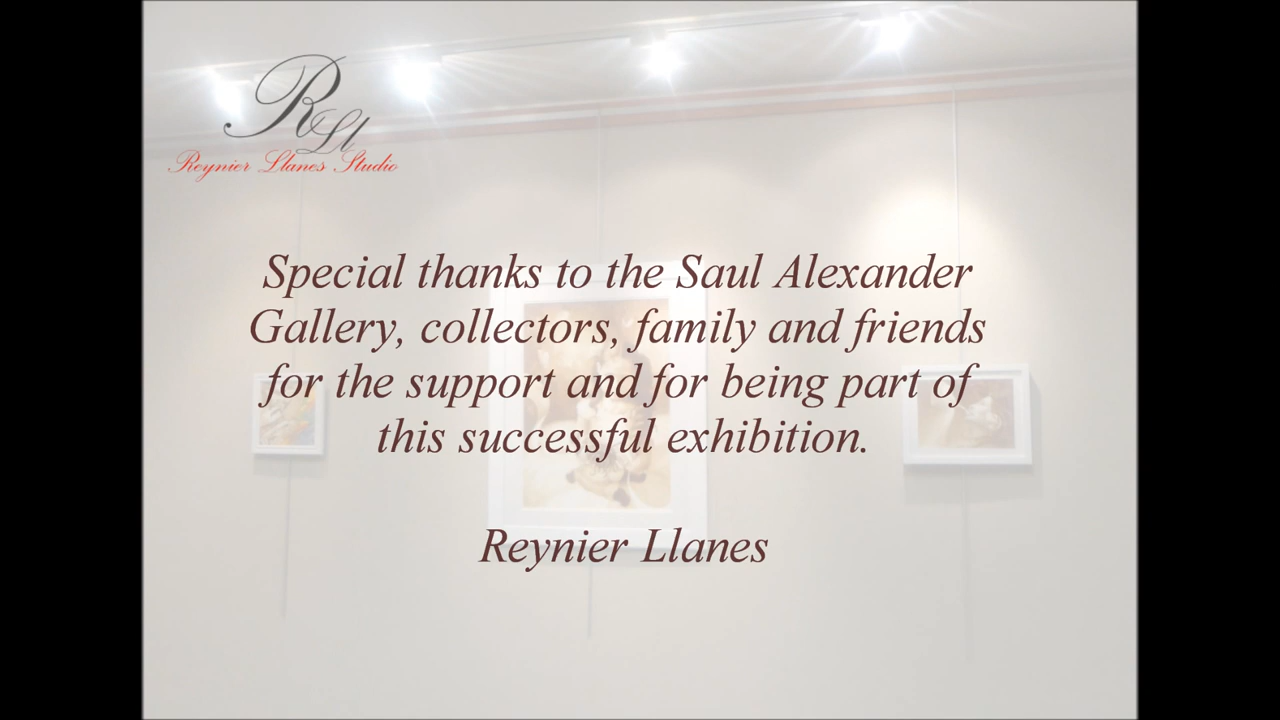 RLl
Reynier Llanes Studio
Special thanks to the Saul Alexander
Gallery, collectors, family and friends
for the support and for being part of
this successful exhibition.
Reynier Llanes